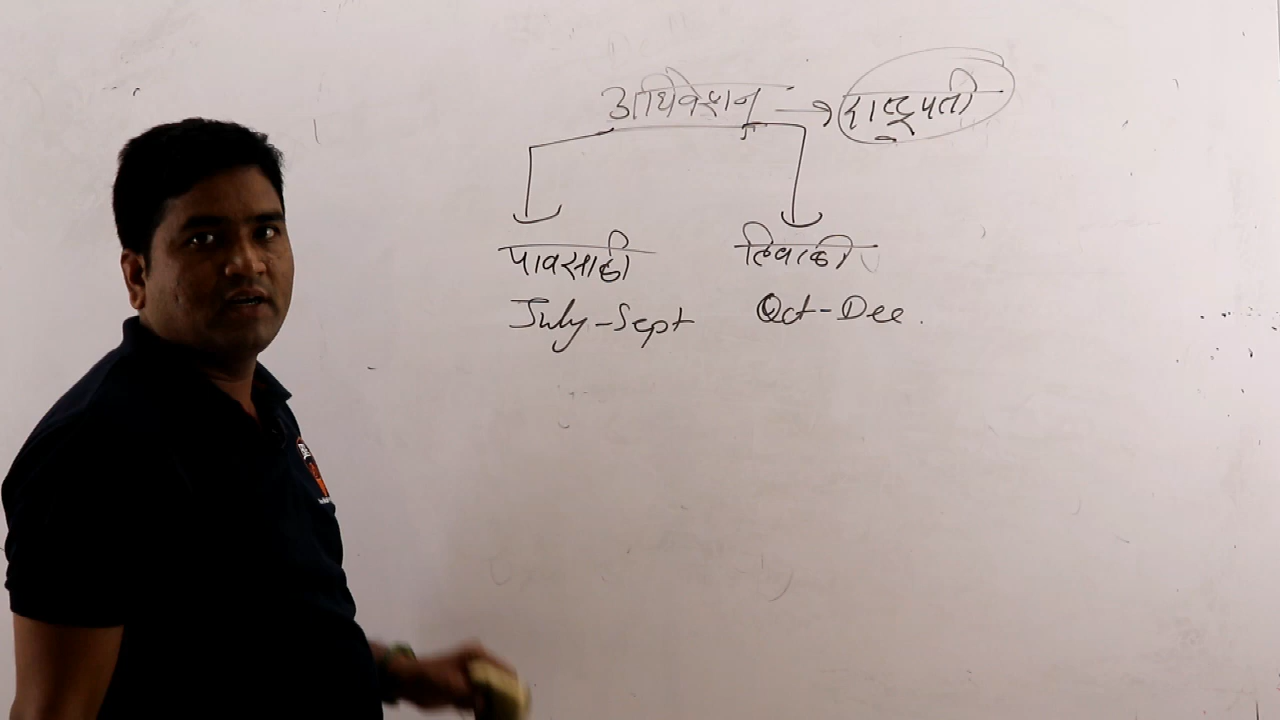 अधिवेशन → राष्ट्रपती
पावसाळी हिवाळी
July-Sept Oct-Dec.